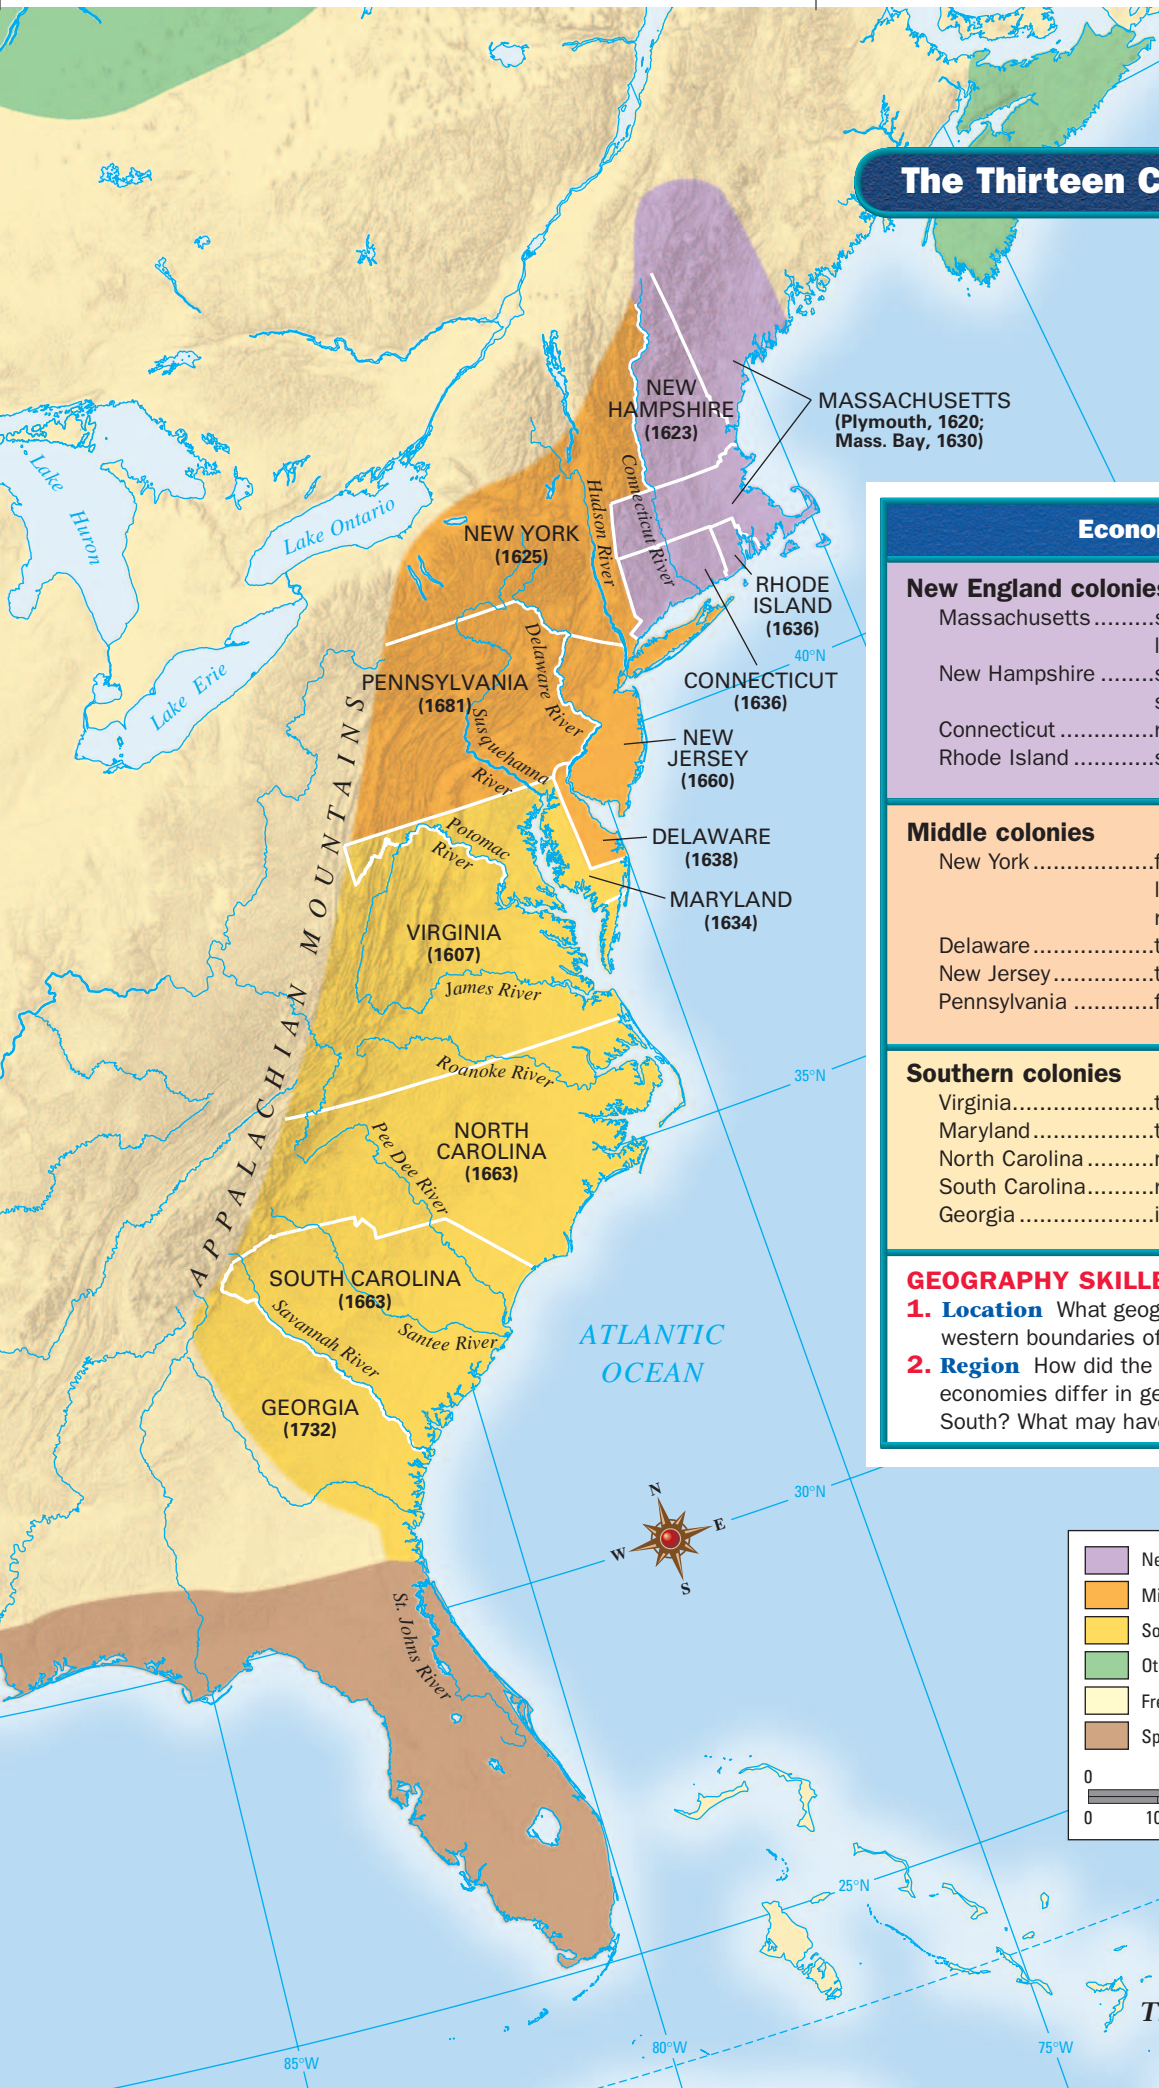 The Thirteen C
Lake
Huron
Lake Ontario
Lake Erie
NEW
HAMPSHIRE
(1623)
MASSACHUSETTS
(Plymouth, 1620;
Mass. Bay, 1630)
Connecticut River
Hudson River
NEW YORK
(1625)
RHODE
ISLAND
(1636)
40°N
CONNECTICUT
(1636)
PENNSYLVANIA
(1681)
Delaware River
Susquehanna
River
NEW
JERSEY
(1660)
DELAWARE
(1638)
MARYLAND
(1634)
Potomac
River
VIRGINIA
(1607)
James River
Roanoke River
35°N
APPALACHIAN MOUNTAINS
NORTH
CAROLINA
(1663)
Pee Dee River
SOUTH CAROLINA
(1663)
Savannah River
Santee River
GEORGIA
(1732)
ATLANTIC
OCEAN
30°N
N
E
W
S
St. Johns River
25°N
85°W
80°W
75°W
T
Econo
New England colonies
Massachusetts..........s
l
New Hampshire ........s
s
Connecticut ..............r
Rhode Island ............s
Middle colonies
New York..................f
l
r
Delaware ..................t
New Jersey...............t
Pennsylvania ............f
Southern colonies
Virginia.....................t
Maryland..................t
North Carolina ..........r
South Carolina..........r
Georgia ....................i
GEOGRAPHY SKILLB
1. Location What geog
western boundaries of
2. Region How did the
economies differ in ge
South? What may have
Ne
Mi
So
Ot
Fre
Sp
0
0
10